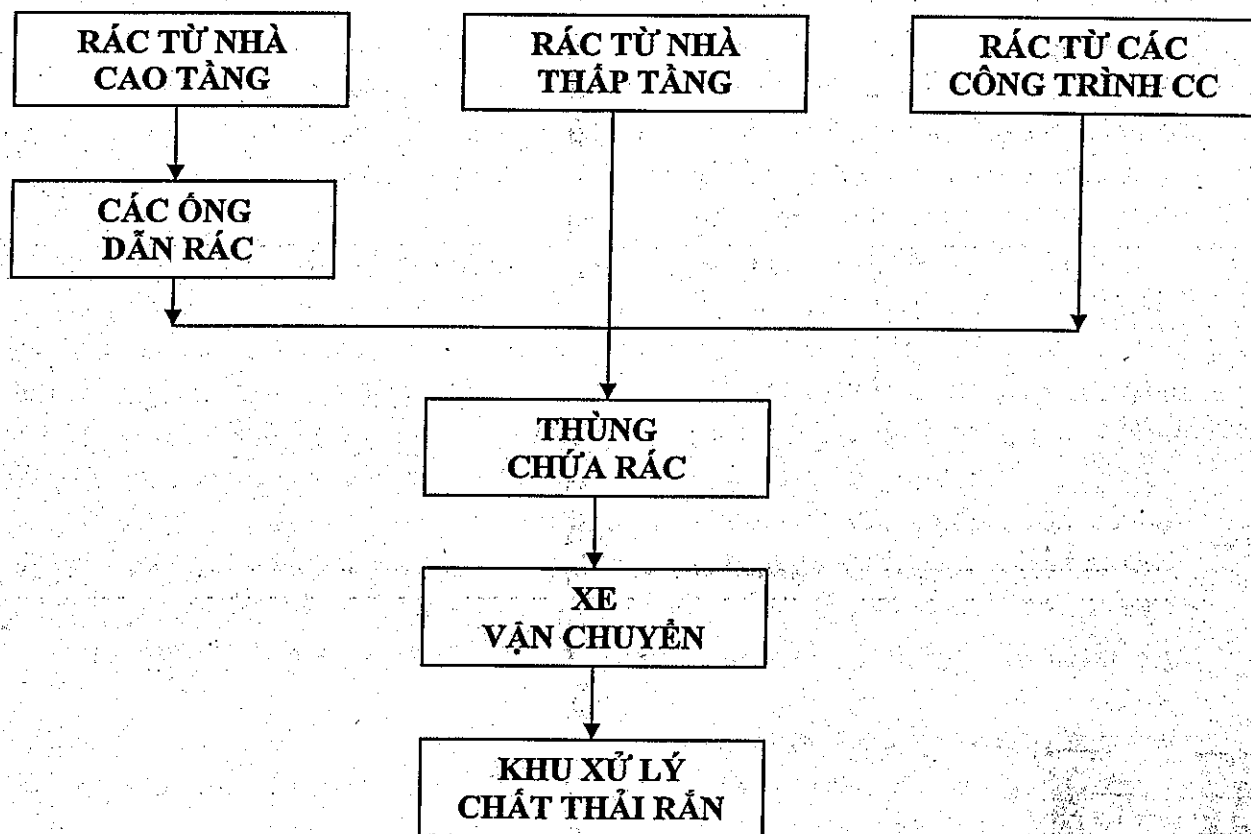 RÁC TỪ NHÀ
CAO TẦNG
RÁC TỪ NHÀ
THẤP TẦNG
RÁC TỪ CÁC
CÔNG TRÌNH CC
CÁC ỐNG
DẪN RÁC
THÙNG
CHỨA RÁC
XE
VẬN CHUYỂN
KHU XỬ LÝ
CHẤT THẢI RẮN